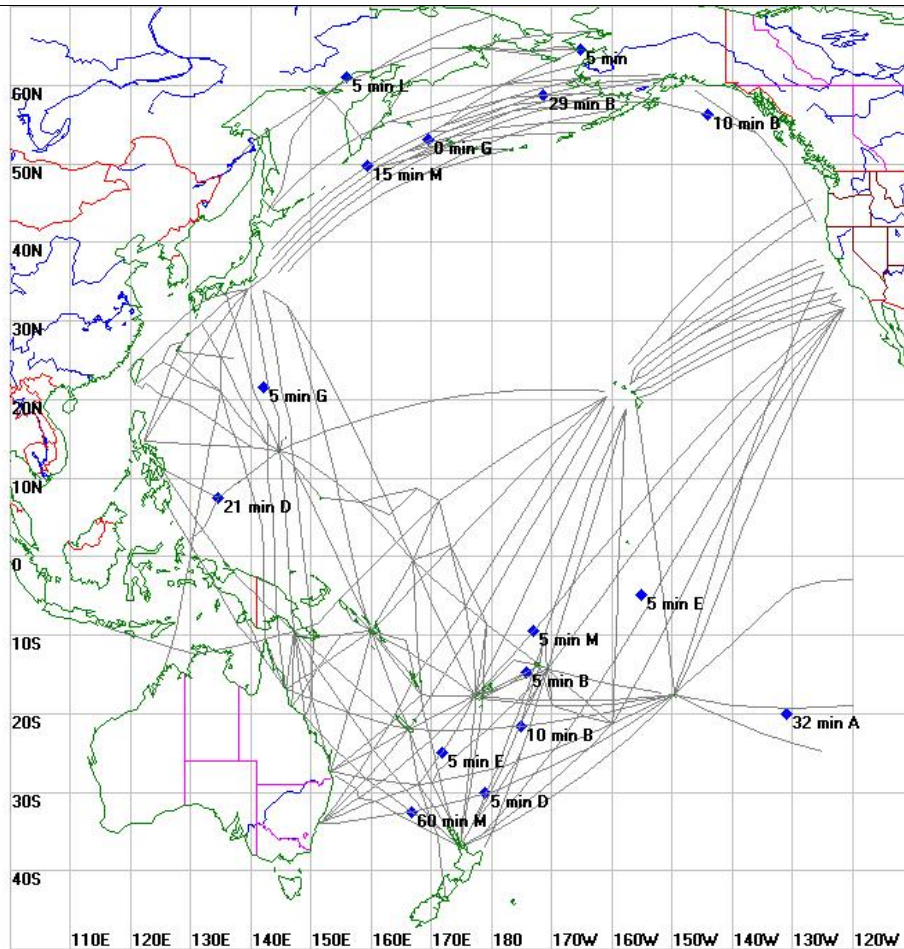 5 min
5 min L
60N
29 min B
10 min B
0 min G
50N
15 min M
40N
30N
5 min G
20N
10N
21 min D
0
5 min E
5 min M
10S
5 min B
20S
32 min A
10 min B
5 min E
30S
5 min D
60 min M
40S
110E 120E 130E 140E 150E 160E 170E 180 170W 160W 150W 140W 130W 120W